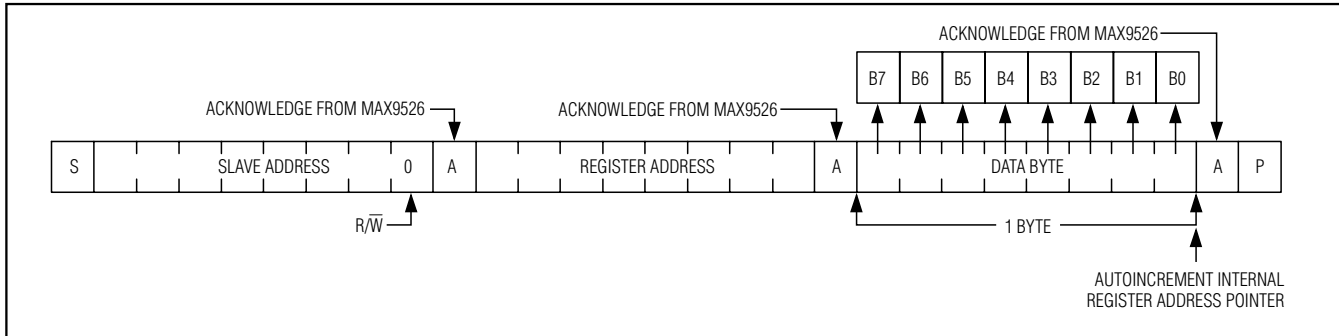 ACKNOWLEDGE FROM MAX9526
B7 B6 B5 B4 B3 B2 B1 B0
ACKNOWLEDGE FROM MAX9526 ACKNOWLEDGE FROM MAX9526
S SLAVE ADDRESS 0 A REGISTER ADDRESS A DATA BYTE A P
R/W̅ 1 BYTE
AUTOINCREMENT INTERNAL
REGISTER ADDRESS POINTER